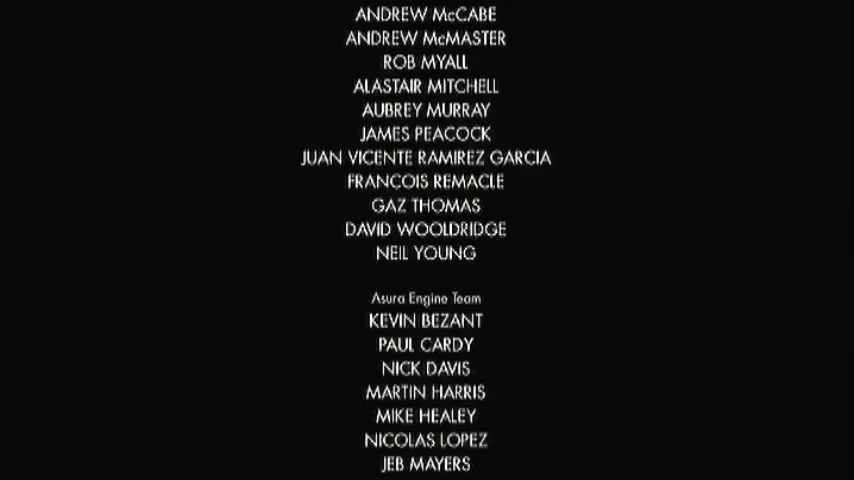 ANDREW McCABE
ANDREW McMASTER
ROB MYALL
ALASTAIR MITCHELL
AUBREY MURRAY
JAMES PEACOCK
JUAN VICENTE RAMIREZ GARCIA
FRANCOIS REMACLE
GAZ THOMAS
DAVID WOOLDRIDGE
NEIL YOUNG
Asura Engine Team
KEVIN BEZANT
PAUL CARDY
NICK DAVIS
MARTIN HARRIS
MIKE HEALEY
NICOLAS LOPEZ
JEB MAYERS